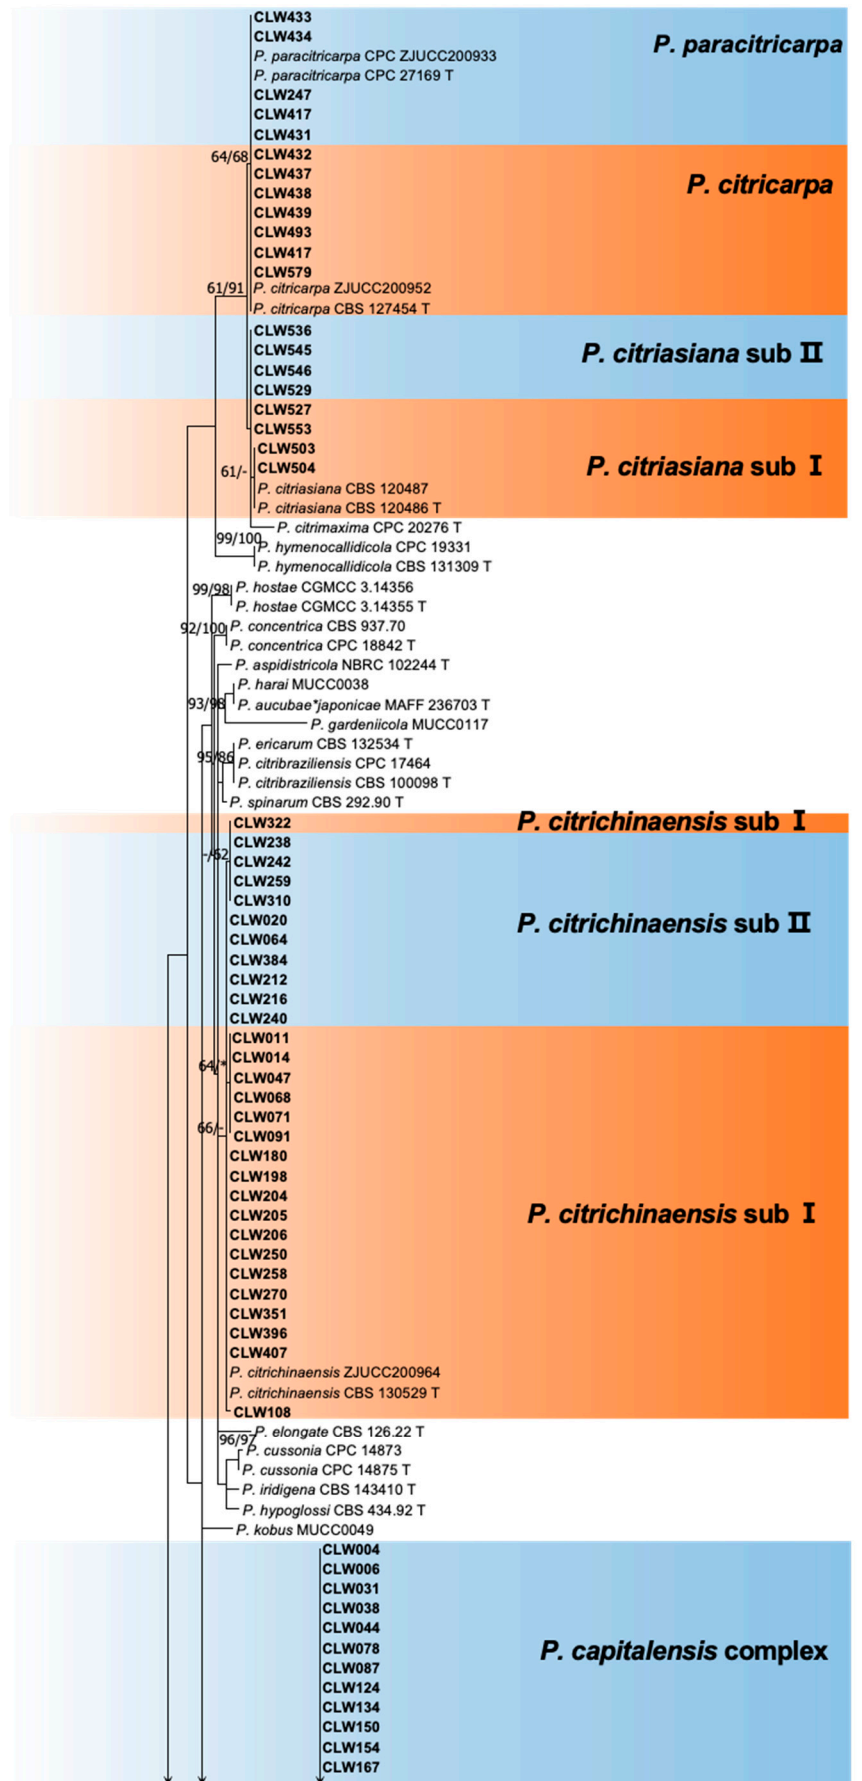 CLW433
CLW434
P. paracitricarpa
P. paracitricarpa CPC ZJUCC200933
P. paracitricarpa CPC 27169 T
CLW247
CLW417
CLW431
64/68
CLW432
CLW437
P. citricarpa
CLW438
CLW439
CLW493
CLW417
CLW579
61/91
P. citricarpa ZJUCC200952
P. citricarpa CBS 127454 T
CLW536
CLW545
P. citriasiana sub II
CLW546
CLW529
CLW527
CLW553
CLW503
61/-
CLW504
P. citriasiana sub I
P. citriasiana CBS 120487
P. citriasiana CBS 120486 T
P. citrimaxima CPC 20276 T
99/100
P. hymenocallidicola CPC 19331
P. hymenocallidicola CBS 131309 T
99/98
P. hostae CGMCC 3.14356
P. hostae CGMCC 3.14355 T
92/100
P. concentrica CBS 937.70
P. concentrica CPC 18842 T
P. aspidistricola NBRC 102244 T
P. harai MUCC0038
93/98
P. aucubae*japonicae MAFF 236703 T
P. gardeniicola MUCC0117
P. ericarum CBS 132534 T
95/86
P. citribraziliensis CPC 17464
P. citribraziliensis CBS 100098 T
P. spinarum CBS 292.90 T
CLW322
P. citrichinaensis sub I
CLW238
-/62
CLW242
CLW259
CLW310
CLW020
P. citrichinaensis sub II
CLW064
CLW384
CLW212
CLW216
CLW240
CLW011
CLW014
64/*
CLW047
CLW068
CLW071
66/-
CLW091
CLW180
CLW198
CLW204
CLW205
P. citrichinaensis sub I
CLW206
CLW250
CLW258
CLW270
CLW351
CLW396
CLW407
P. citrichinaensis ZJUCC200964
P. citrichinaensis CBS 130529 T
CLW108
P. elongate CBS 126.22 T
96/97
P. cussonia CPC 14873
P. cussonia CPC 14875 T
P. iridigena CBS 143410 T
P. hypoglossi CBS 434.92 T
P. kobus MUCC0049
CLW004
CLW006
CLW031
CLW038
CLW044
CLW078
P. capitalensis complex
CLW087
CLW124
CLW134
CLW150
CLW154
CLW167